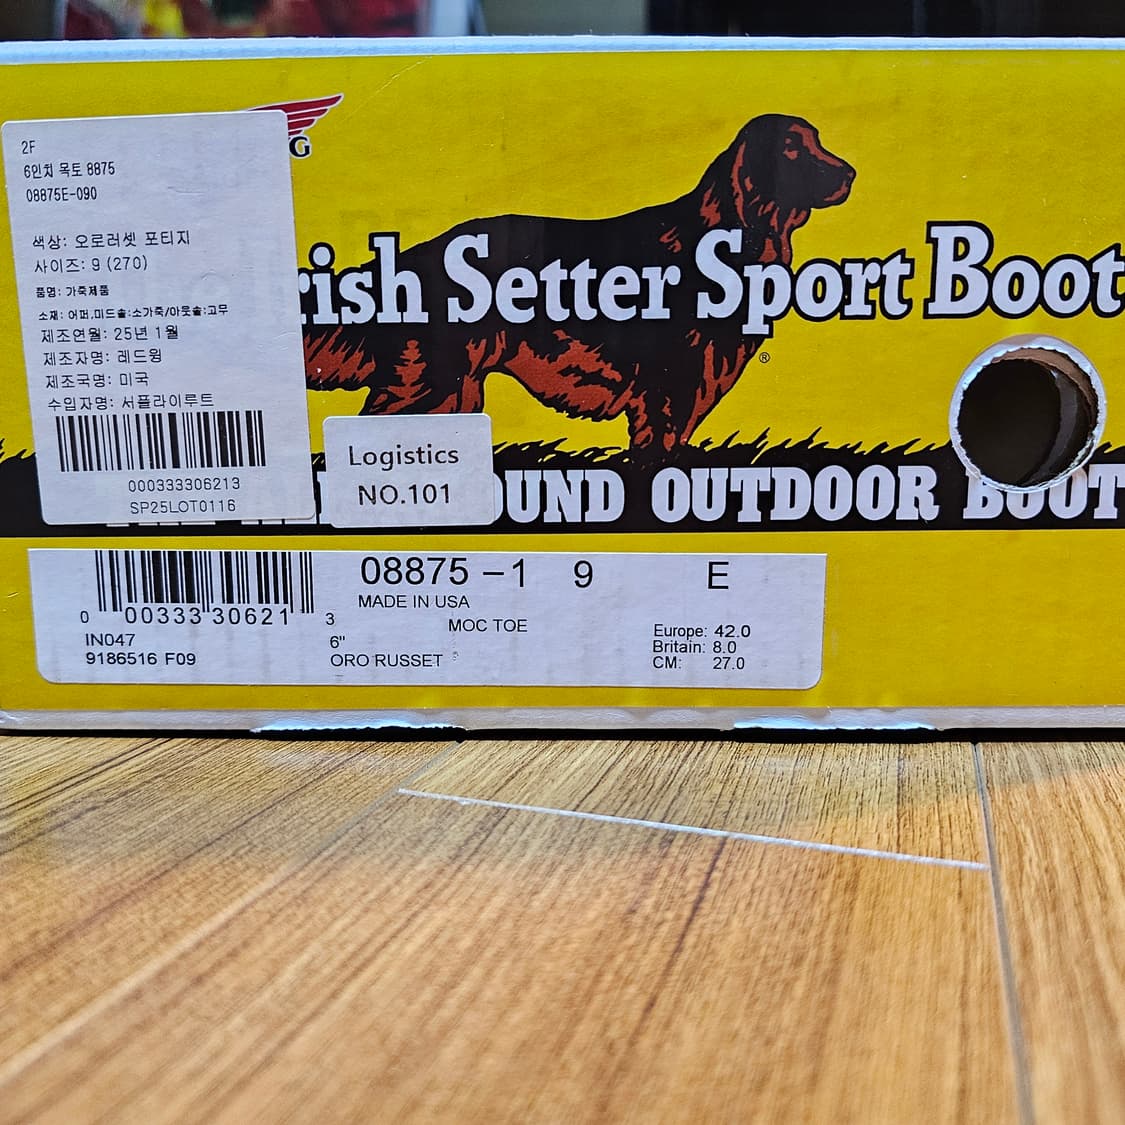 G
2F
6인치 목토 8875
08875E-090
색상: 오로러셋 포티지
사이즈: 9 (270)
품명: 가죽제품
소재: 어퍼,미드솔:소가죽/아웃솔:고무
제조연월: 25년 1월
제조자명: 레드윙
제조국명: 미국
수입자명: 서플라이루트
000333306213
SP25LOT0116
rish Setter Sport Boot
®
Logistics
NO.101
OUND OUTDOOR BOOT
08875 -1 9 E
MADE IN USA
MOC TOE
6"
ORO RUSSET
0 00333 30621 3
IN047
9186516 F09
Europe: 42.0
Britain: 8.0
CM: 27.0